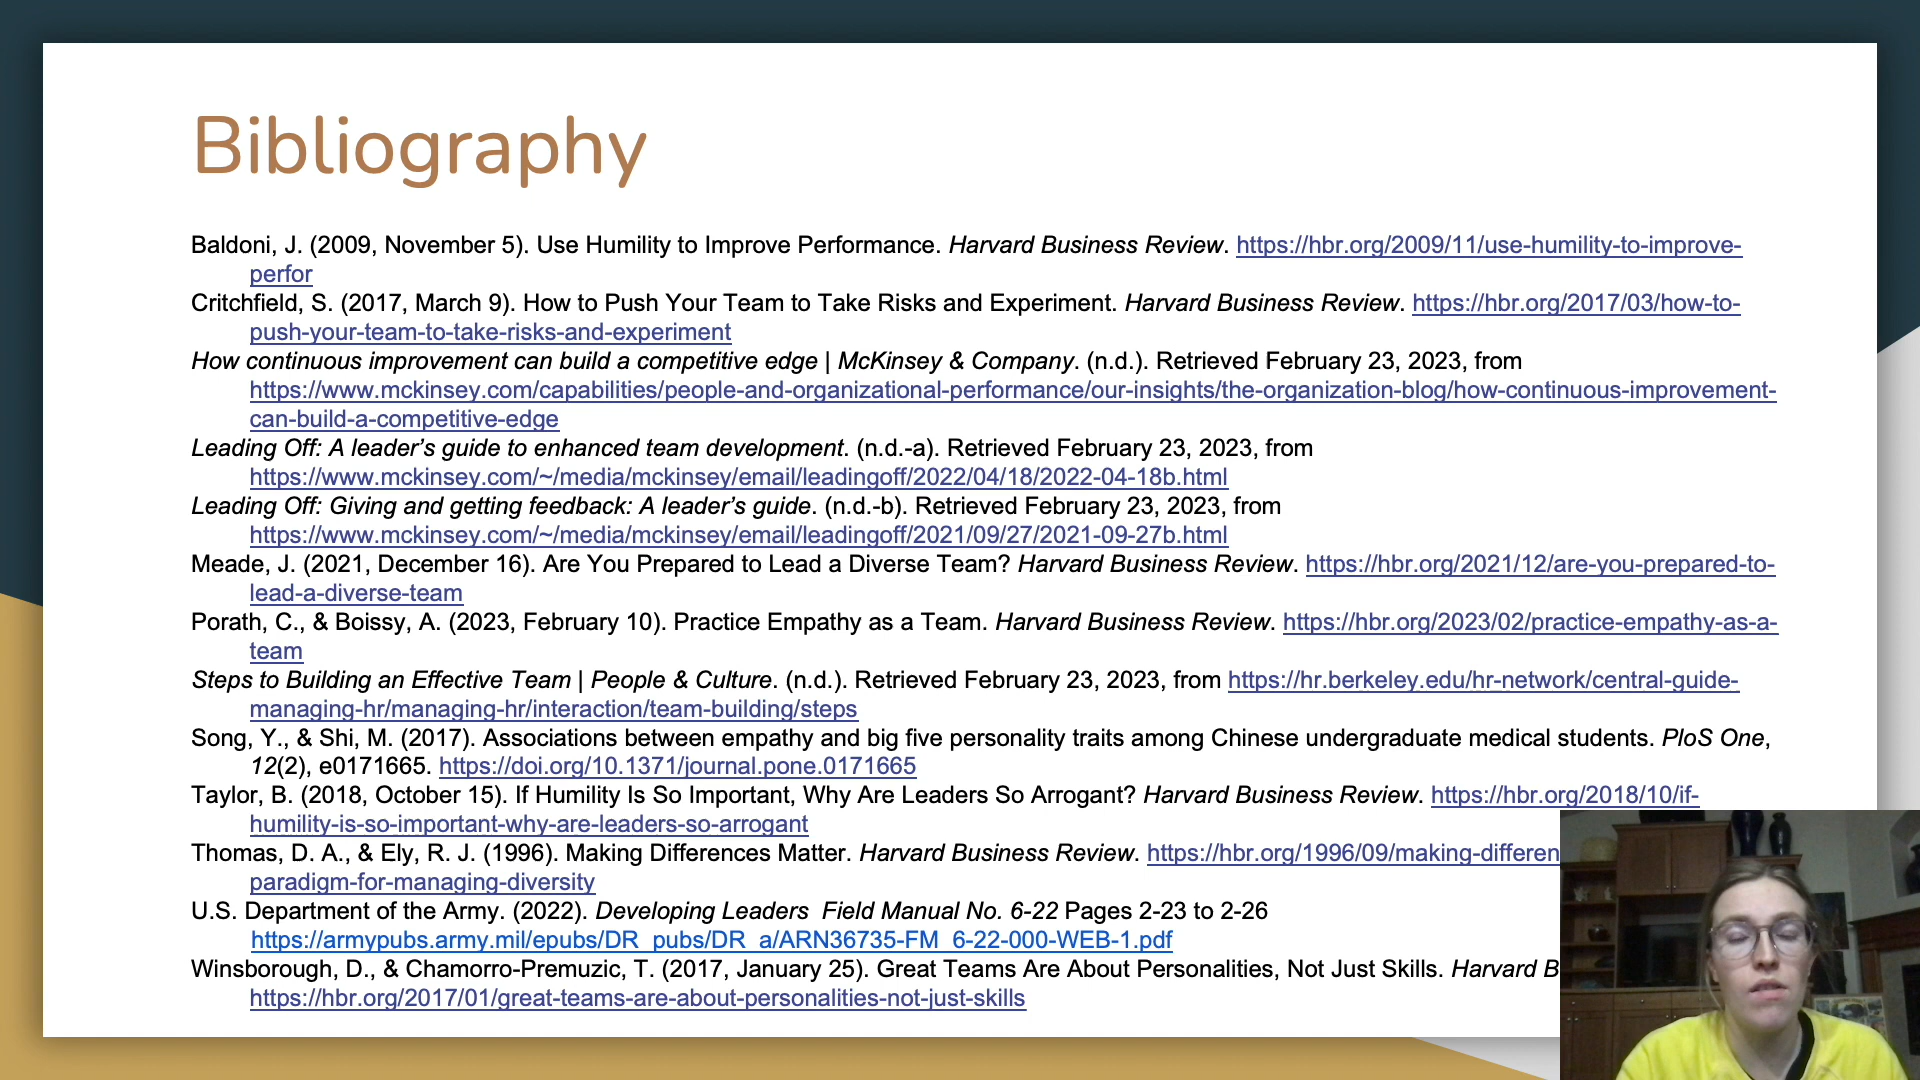 Bibliography
Baldoni, J. (2009, November 5). Use Humility to Improve Performance. Harvard Business Review. https://hbr.org/2009/11/use-humility-to-improve-
perfor
Critchfield, S. (2017, March 9). How to Push Your Team to Take Risks and Experiment. Harvard Business Review. https://hbr.org/2017/03/how-to-
push-your-team-to-take-risks-and-experiment
How continuous improvement can build a competitive edge | McKinsey & Company. (n.d.). Retrieved February 23, 2023, from
https://www.mckinsey.com/capabilities/people-and-organizational-performance/our-insights/the-organization-blog/how-continuous-improvement-
can-build-a-competitive-edge
Leading Off: A leader’s guide to enhanced team development. (n.d.-a). Retrieved February 23, 2023, from
https://www.mckinsey.com/~/media/mckinsey/email/leadingoff/2022/04/18/2022-04-18b.html
Leading Off: Giving and getting feedback: A leader’s guide. (n.d.-b). Retrieved February 23, 2023, from
https://www.mckinsey.com/~/media/mckinsey/email/leadingoff/2021/09/27/2021-09-27b.html
Meade, J. (2021, December 16). Are You Prepared to Lead a Diverse Team? Harvard Business Review. https://hbr.org/2021/12/are-you-prepared-to-
lead-a-diverse-team
Porath, C., & Boissy, A. (2023, February 10). Practice Empathy as a Team. Harvard Business Review. https://hbr.org/2023/02/practice-empathy-as-a-
team
Steps to Building an Effective Team | People & Culture. (n.d.). Retrieved February 23, 2023, from https://hr.berkeley.edu/hr-network/central-guide-
managing-hr/managing-hr/interaction/team-building/steps
Song, Y., & Shi, M. (2017). Associations between empathy and big five personality traits among Chinese undergraduate medical students. PloS One,
12(2), e0171665. https://doi.org/10.1371/journal.pone.0171665
Taylor, B. (2018, October 15). If Humility Is So Important, Why Are Leaders So Arrogant? Harvard Business Review. https://hbr.org/2018/10/if-
humility-is-so-important-why-are-leaders-so-arrogant
Thomas, D. A., & Ely, R. J. (1996). Making Differences Matter. Harvard Business Review. https://hbr.org/1996/09/making-differen
paradigm-for-managing-diversity
U.S. Department of the Army. (2022). Developing Leaders Field Manual No. 6-22 Pages 2-23 to 2-26
https://armypubs.army.mil/epubs/DR_pubs/DR_a/ARN36735-FM_6-22-000-WEB-1.pdf
Winsborough, D., & Chamorro-Premuzic, T. (2017, January 25). Great Teams Are About Personalities, Not Just Skills. Harvard B
https://hbr.org/2017/01/great-teams-are-about-personalities-not-just-skills